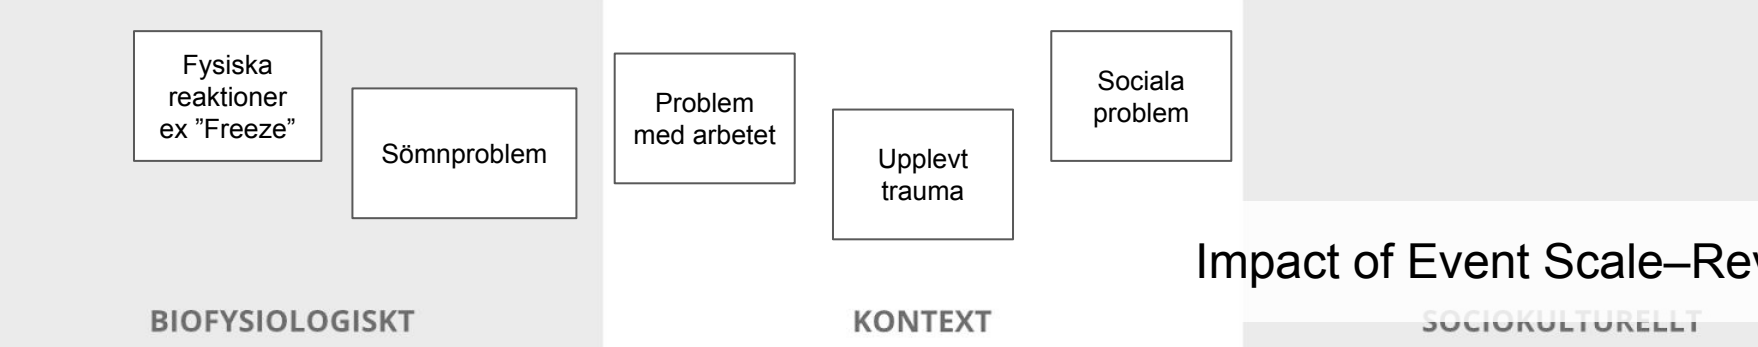 Fysiska
reaktioner
ex ”Freeze”
Sömnproblem
Problem
med arbetet
Upplevt
trauma
Sociala
problem
Impact of Event Scale–Rev
BIOFYSIOLOGISKT
KONTEXT
SOCIOKULTURELLT